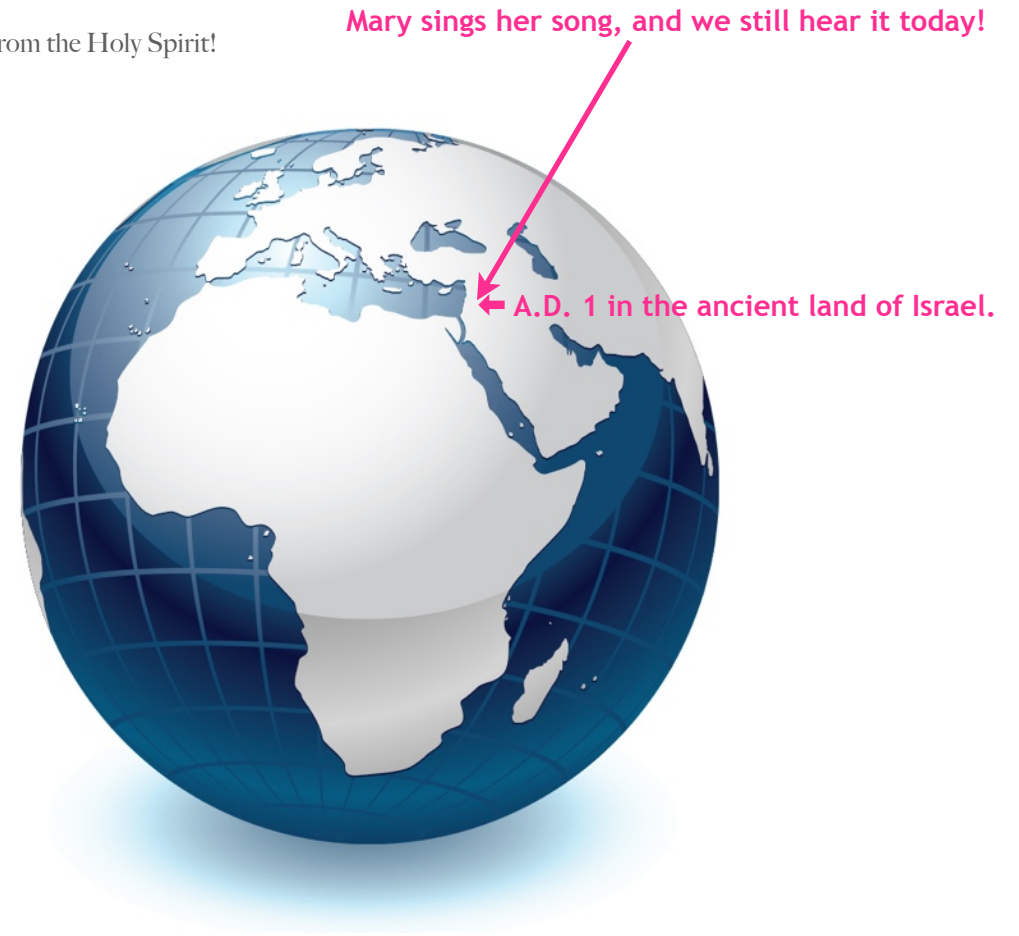 Mary sings her song, and we still hear it today!
from the Holy Spirit!
A.D. 1 in the ancient land of Israel.